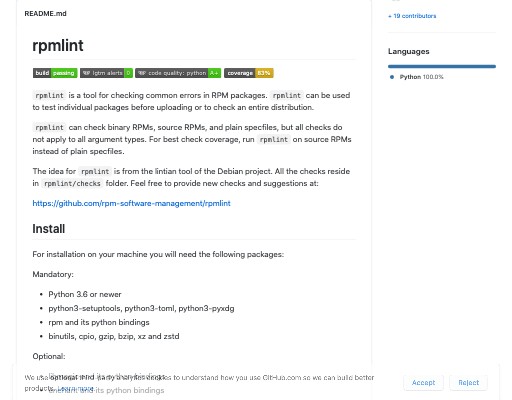 README.md
+ 19 contributors
rpmlint
Languages
build passing lgtm alerts 0 code quality: python A+ coverage 83%
Python 100.0%
rpmlint is a tool for checking common errors in RPM packages. rpmlint can be used
to test individual packages before uploading or to check an entire distribution.
rpmlint can check binary RPMs, source RPMs, and plain specfiles, but all checks do
not apply to all argument types. For best check coverage, run rpmlint on source RPMs
instead of plain specfiles.
The idea for rpmlint is from the lintian tool of the Debian project. All the checks reside
in rpmlint/checks folder. Feel free to provide new checks and suggestions at:
https://github.com/rpm-software-management/rpmlint
Install
For installation on your machine you will need the following packages:
Mandatory:
• Python 3.6 or newer
• python3-setuptools, python3-toml, python3-pyxdg
• rpm and its python bindings
• binutils, cpio, gzip, bzip, xz and zstd
Optional:
We use optional third-party analytics cookies to understand how you use GitHub.com so we can build better
products. Learn more.
• enchant and its python bindings
Accept Reject